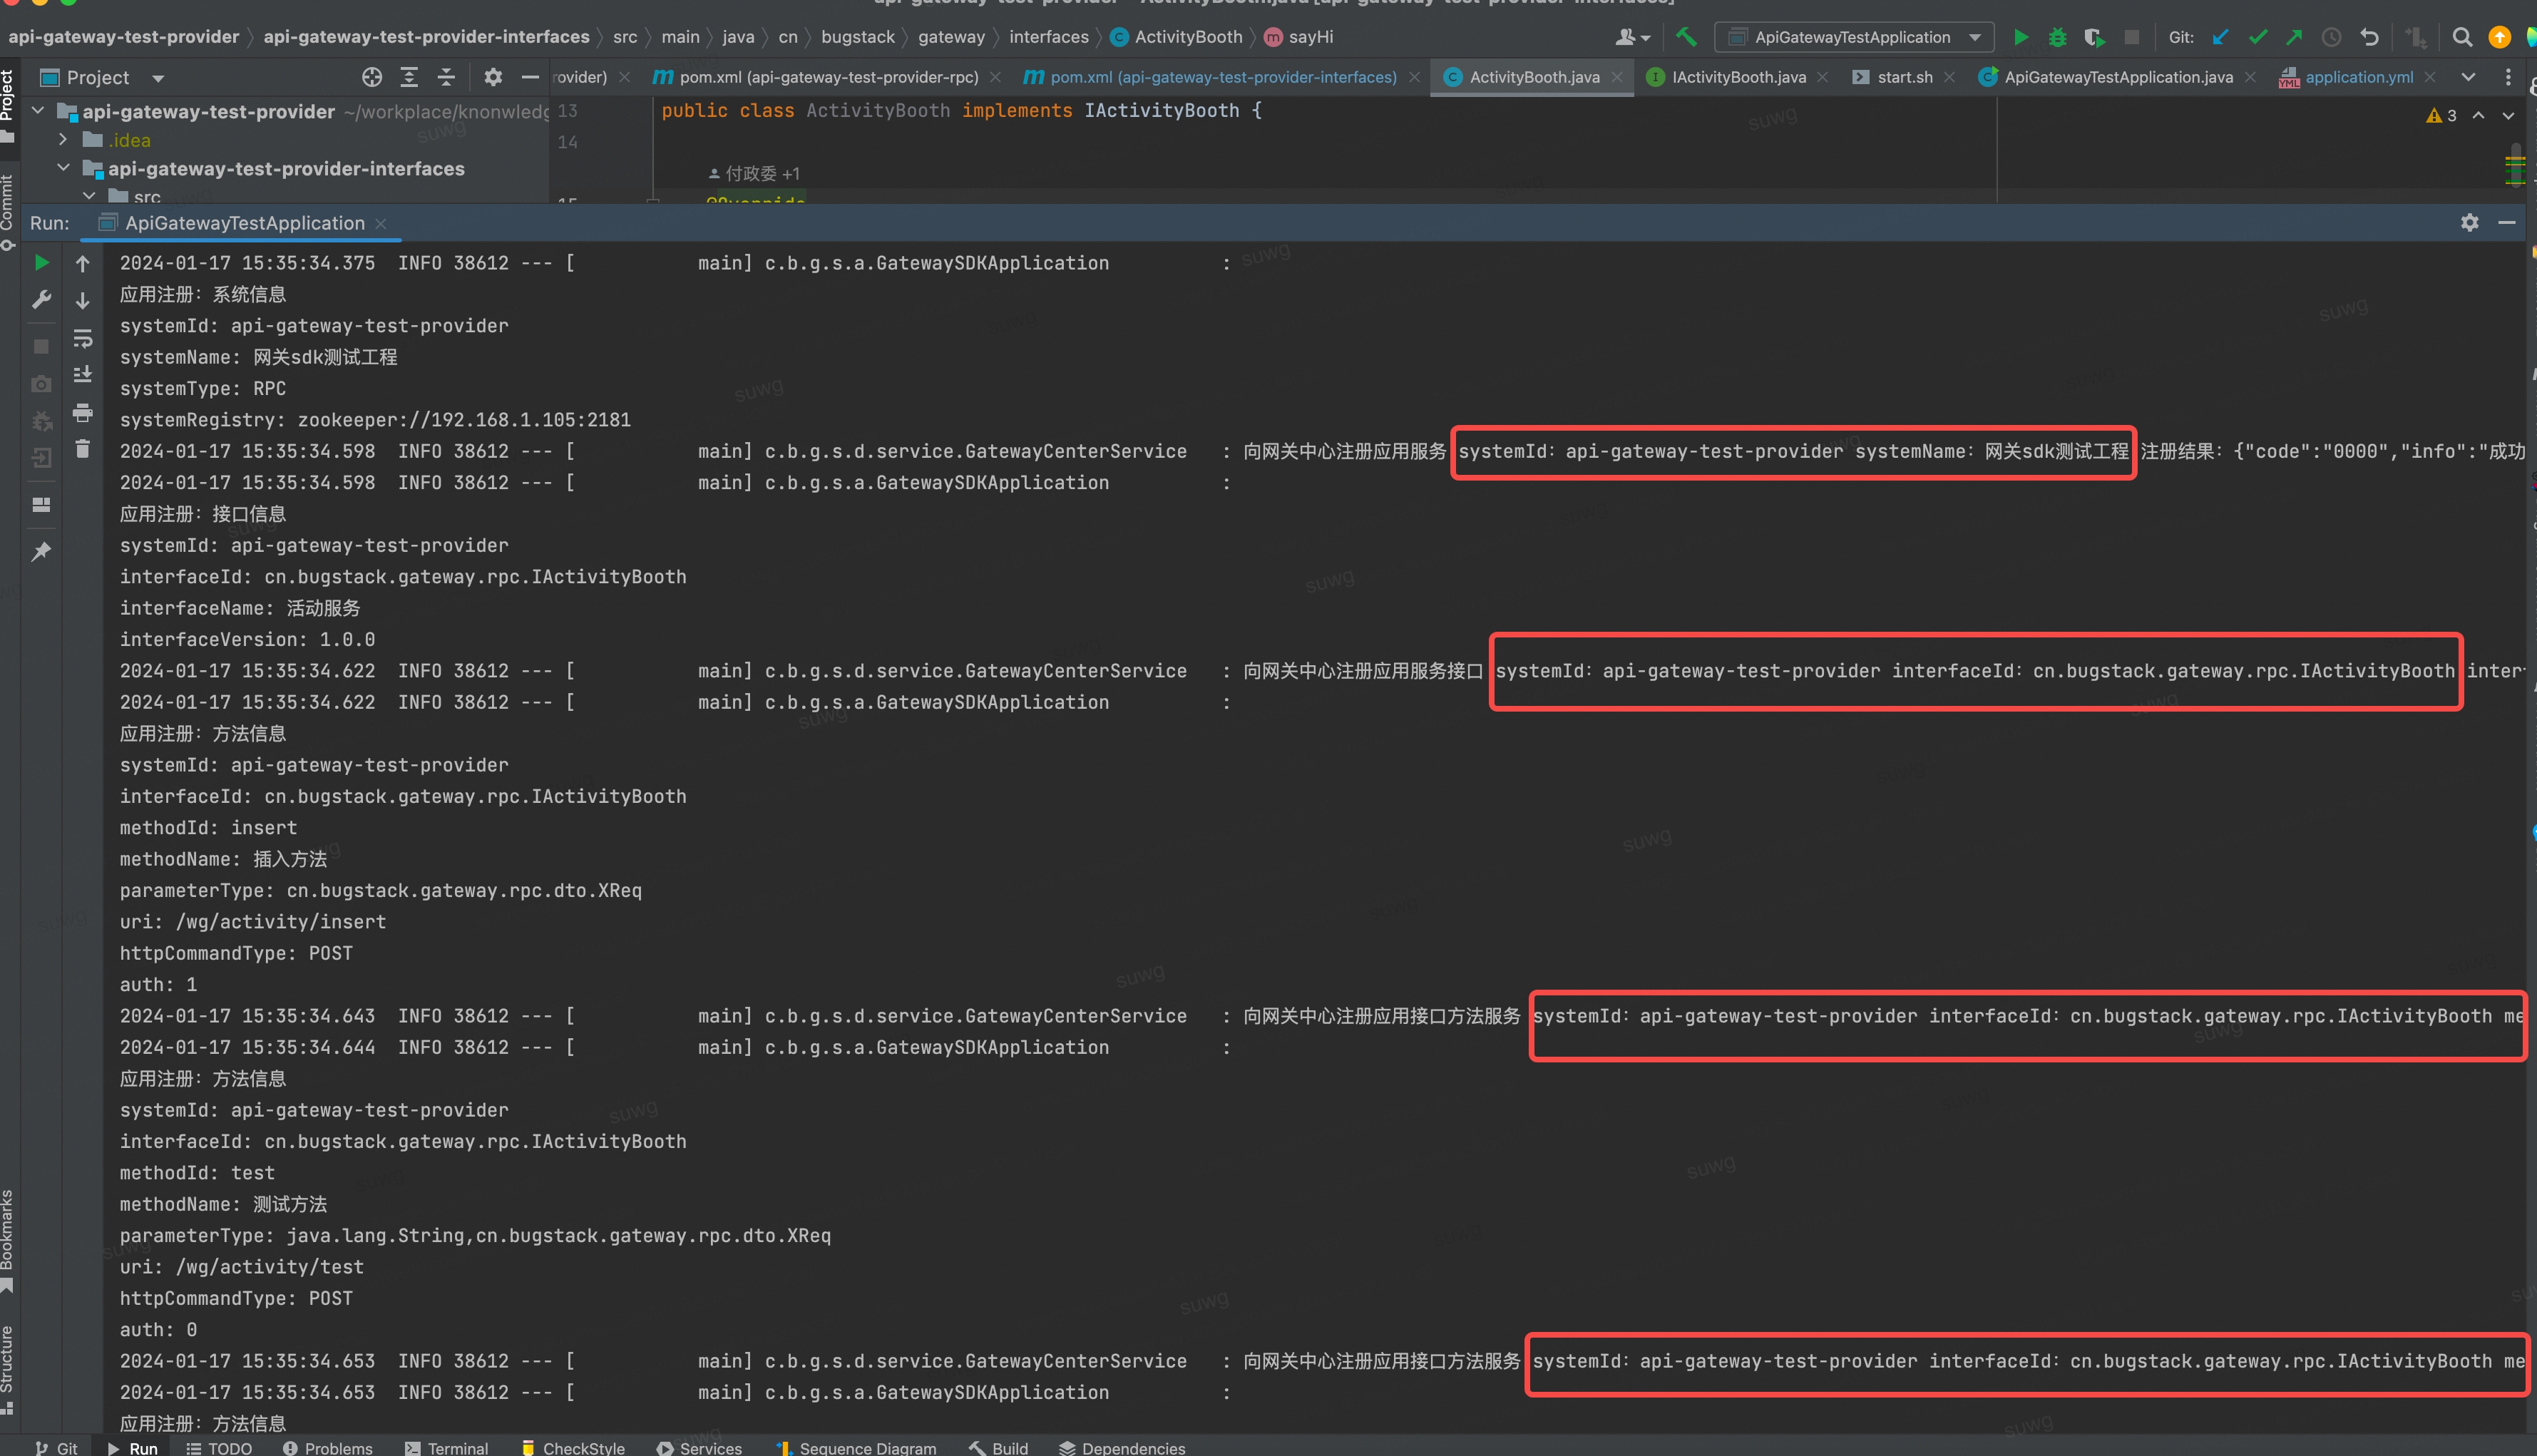 api-gateway-test-provider
api-gateway-test-provider-interfaces
src
main
java
cn
bugstack
gateway
interfaces
ActivityBooth
sayHi
ApiGatewayTestApplication
Git:
Project
rovider)
pom.xml (api-gateway-test-provider-rpc)
pom.xml (api-gateway-test-provider-interfaces)
ActivityBooth.java
IActivityBooth.java
start.sh
ApiGatewayTestApplication.java
application.yml
Project
Commit
api-gateway-test-provider ~/workplace/knonwledg
.idea
api-gateway-test-provider-interfaces
src
13 public class ActivityBooth implements IActivityBooth {
14
付政委 +1
15 @Override
3
Run: ApiGatewayTestApplication
2024-01-17 15:35:34.375 INFO 38612 --- [ main] c.b.g.s.a.GatewaySDKApplication :
应用注册：系统信息
systemId: api-gateway-test-provider
systemName: 网关sdk测试工程
systemType: RPC
systemRegistry: zookeeper://192.168.1.105:2181
2024-01-17 15:35:34.598 INFO 38612 --- [ main] c.b.g.s.d.service.GatewayCenterService : 向网关中心注册应用服务 systemId：api-gateway-test-provider systemName：网关sdk测试工程 注册结果：{"code":"0000","info":"成功
2024-01-17 15:35:34.598 INFO 38612 --- [ main] c.b.g.s.a.GatewaySDKApplication :
应用注册：接口信息
systemId: api-gateway-test-provider
interfaceId: cn.bugstack.gateway.rpc.IActivityBooth
interfaceName: 活动服务
interfaceVersion: 1.0.0
2024-01-17 15:35:34.622 INFO 38612 --- [ main] c.b.g.s.d.service.GatewayCenterService : 向网关中心注册应用服务接口 systemId：api-gateway-test-provider interfaceId：cn.bugstack.gateway.rpc.IActivityBooth inter
2024-01-17 15:35:34.622 INFO 38612 --- [ main] c.b.g.s.a.GatewaySDKApplication :
应用注册：方法信息
systemId: api-gateway-test-provider
interfaceId: cn.bugstack.gateway.rpc.IActivityBooth
methodId: insert
methodName: 插入方法
parameterType: cn.bugstack.gateway.rpc.dto.XReq
uri: /wg/activity/insert
httpCommandType: POST
auth: 1
2024-01-17 15:35:34.643 INFO 38612 --- [ main] c.b.g.s.d.service.GatewayCenterService : 向网关中心注册应用接口方法服务 systemId：api-gateway-test-provider interfaceId：cn.bugstack.gateway.rpc.IActivityBooth me
2024-01-17 15:35:34.644 INFO 38612 --- [ main] c.b.g.s.a.GatewaySDKApplication :
应用注册：方法信息
systemId: api-gateway-test-provider
interfaceId: cn.bugstack.gateway.rpc.IActivityBooth
methodId: test
methodName: 测试方法
parameterType: java.lang.String,cn.bugstack.gateway.rpc.dto.XReq
uri: /wg/activity/test
httpCommandType: POST
auth: 0
2024-01-17 15:35:34.653 INFO 38612 --- [ main] c.b.g.s.d.service.GatewayCenterService : 向网关中心注册应用接口方法服务 systemId：api-gateway-test-provider interfaceId：cn.bugstack.gateway.rpc.IActivityBooth me
2024-01-17 15:35:34.653 INFO 38612 --- [ main] c.b.g.s.a.GatewaySDKApplication :
应用注册：方法信息
Bookmarks
Structure
Git
Run
TODO
Problems
Terminal
CheckStyle
Services
Sequence Diagram
Build
Dependencies
suwg